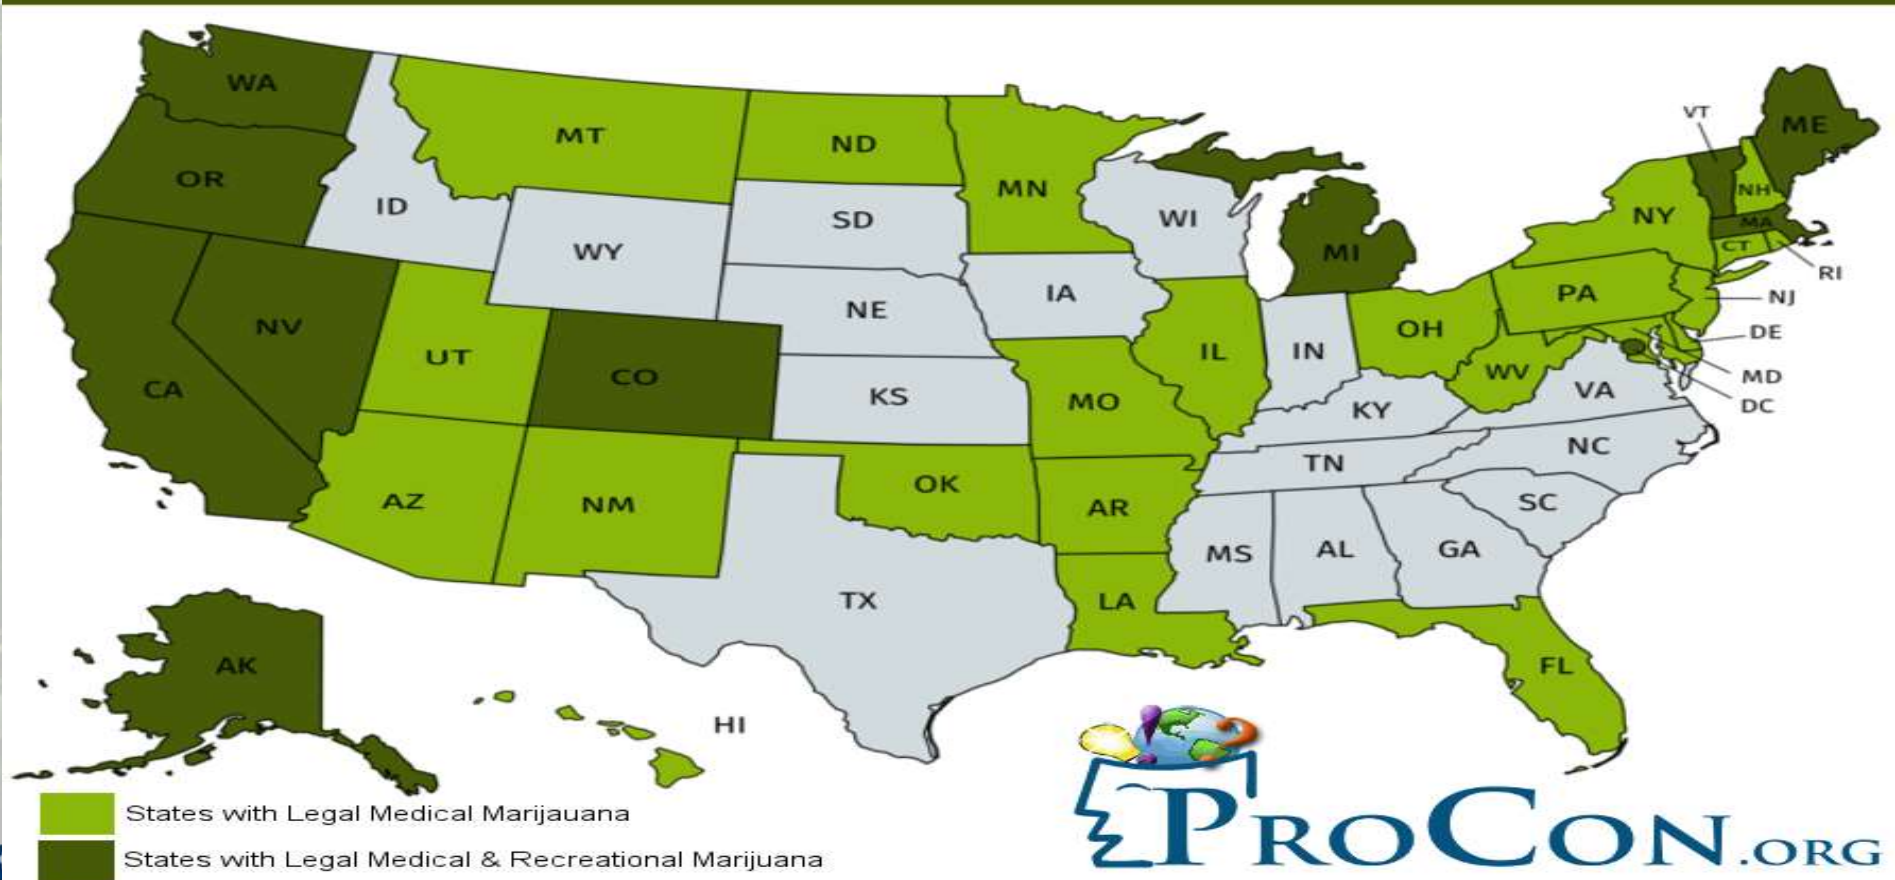 WA
MT
ND
MN
OR
ID
WY
SD
WI
MI
VT
ME
NH
NY
MA
CT
RI
NV
CA
UT
CO
NE
IA
KS
MO
IL
IN
OH
PA
NJ
DE
MD
DC
WV
VA
KY
NC
TN
SC
AZ
NM
OK
AR
MS
AL
GA
TX
LA
FL
AK
HI
States with Legal Medical Marijauana
States with Legal Medical & Recreational Marijuana
PROCON.ORG